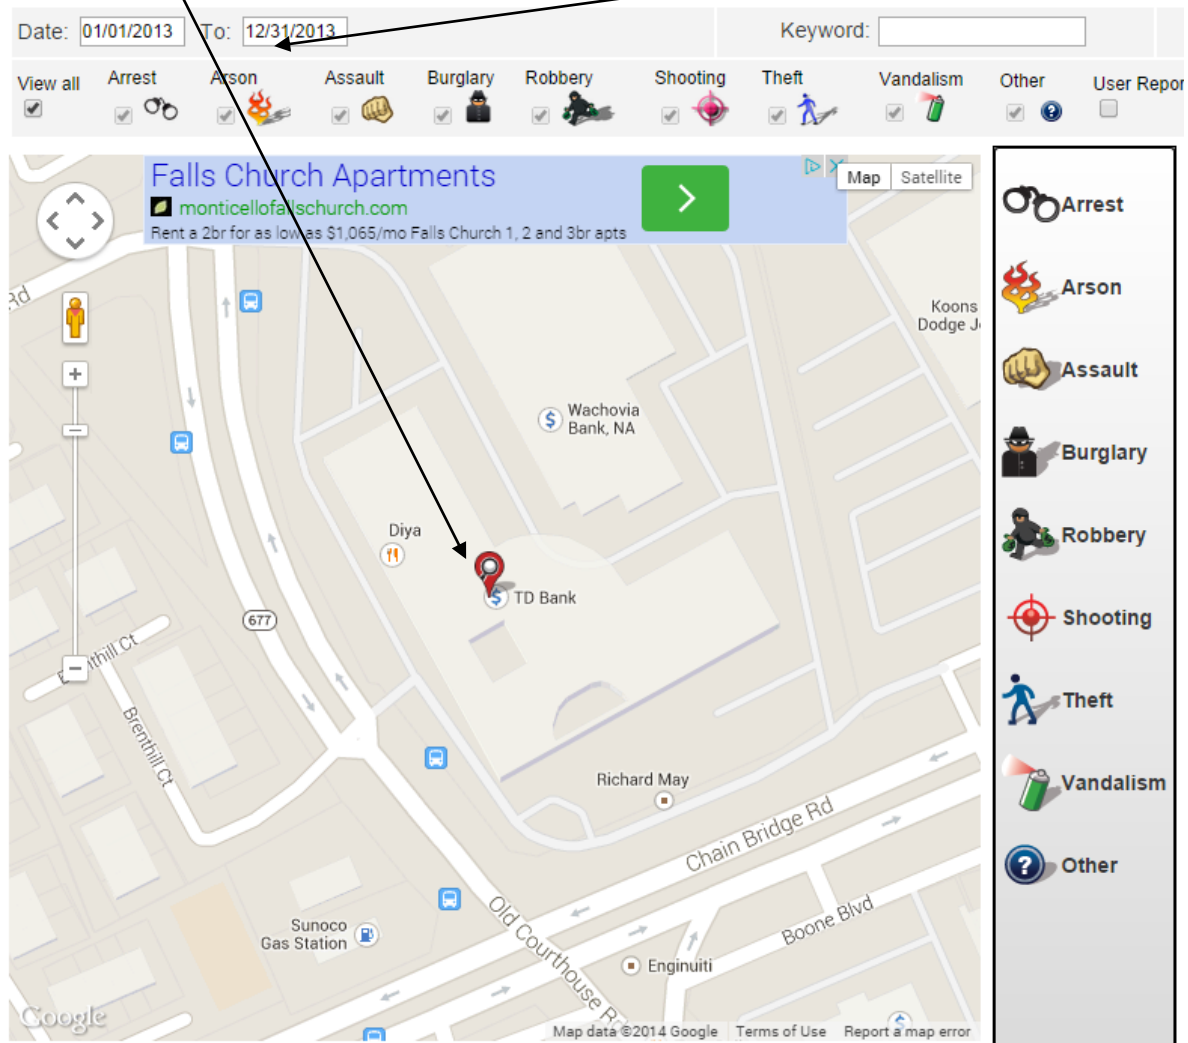 Date: 01/01/2013 To: 12/31/2013 Keyword:
View all Arrest Arson Assault Burglary Robbery Shooting Theft Vandalism Other User Repor
Falls Church Apartments
monticellofallschurch.com
Rent a 2br for as low as $1,065/mo Falls Church 1, 2 and 3br apts
Map Satellite
Rd
Koons
Dodge J
Wachovia
Bank, NA
Diya
TD Bank
677
Brenthill Ct
Richard May
Chain Bridge Rd
Old Courthouse Rd
Boone Blvd
Sunoco
Gas Station
Enginuiti
Google
Map data ©2014 Google Terms of Use Report a map error
Arrest
Arson
Assault
Burglary
Robbery
Shooting
Theft
Vandalism
Other